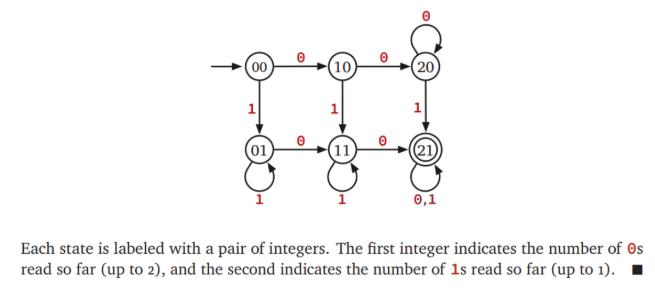 0
00 0 10 0 20
1 1 1
01 0 11 0 21
1 1 0,1
Each state is labeled with a pair of integers. The first integer indicates the number of 0s
read so far (up to 2), and the second indicates the number of 1s read so far (up to 1). ■